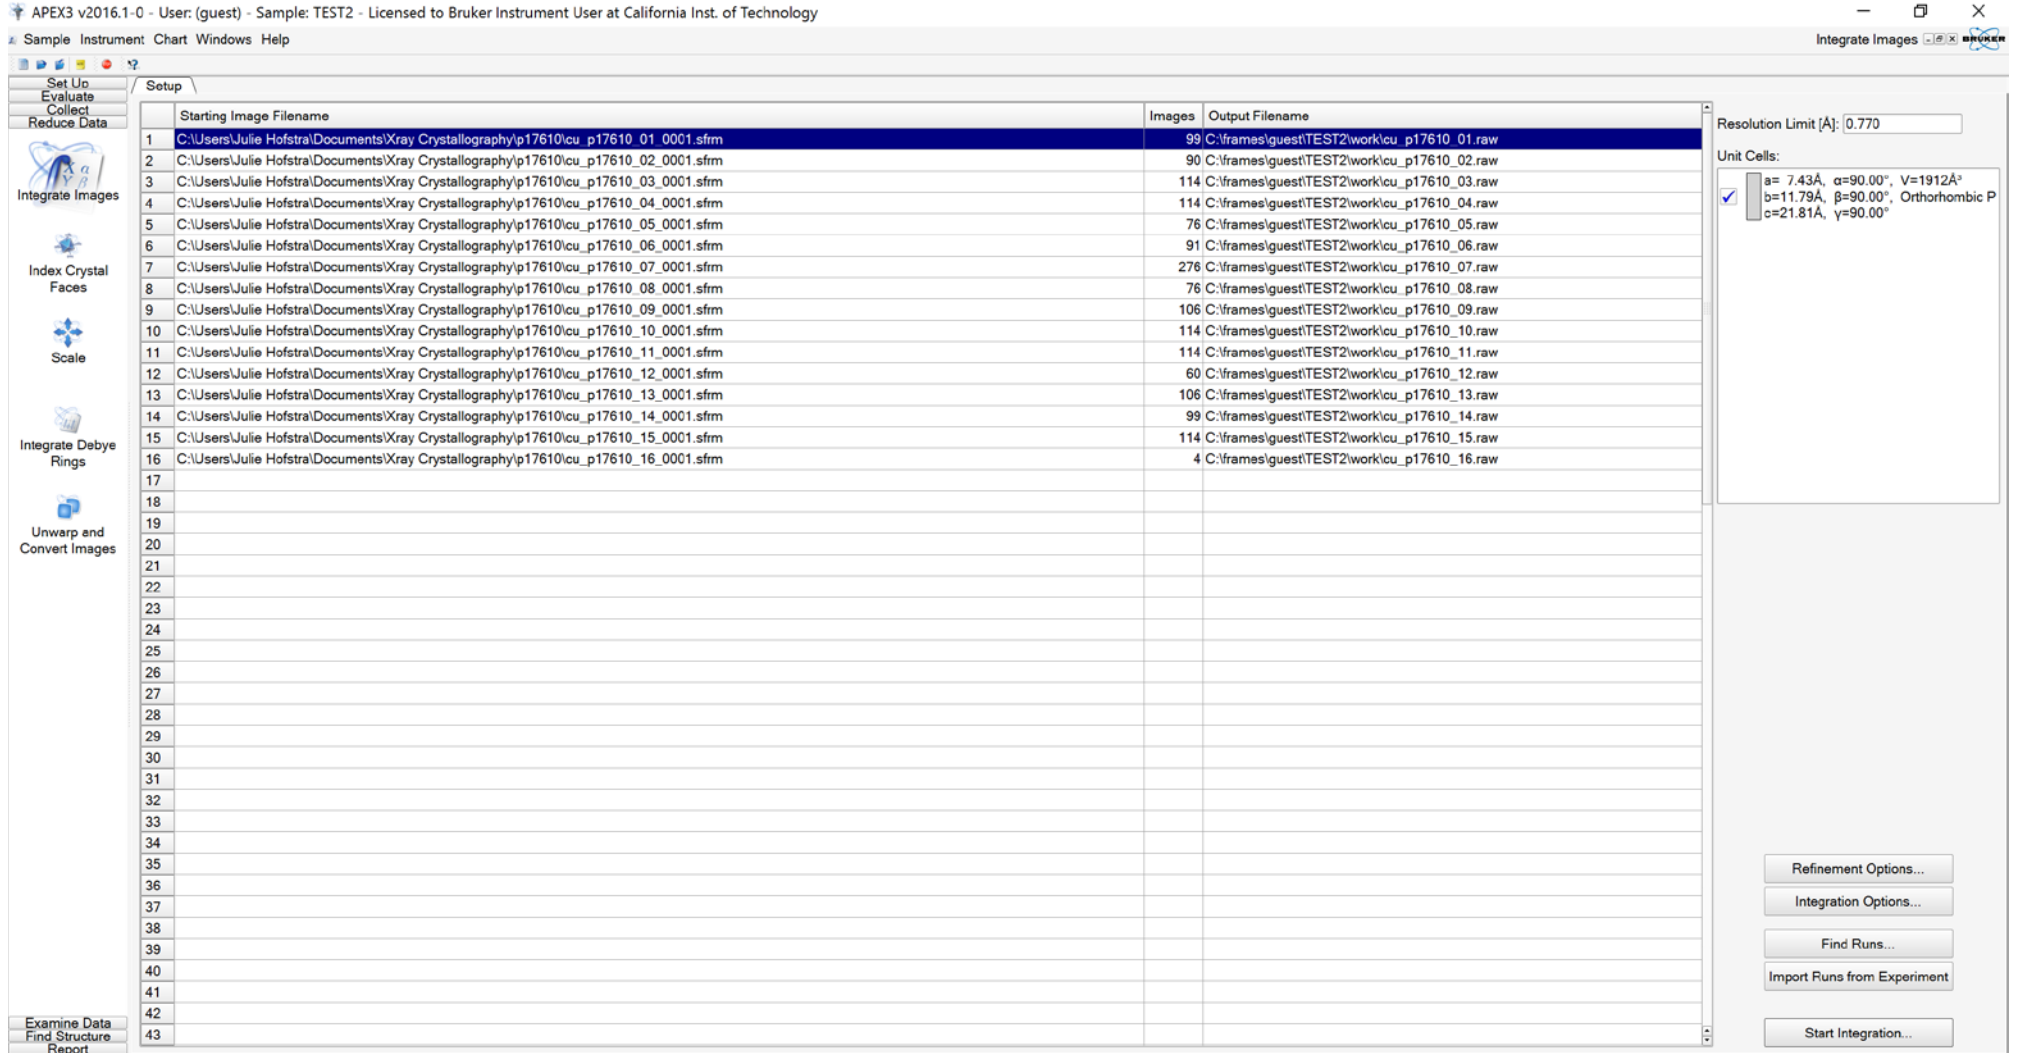 APEX3 v2016.1-0 - User: (guest) - Sample: TEST2 - Licensed to Bruker Instrument User at California Inst. of Technology
Sample Instrument Chart Windows Help
Integrate Images
BRUKER
Set Up
Evaluate
Collect
Reduce Data
Integrate Images
Index Crystal
Faces
Scale
Integrate Debye
Rings
Unwarp and
Convert Images
Examine Data
Find Structure
Report
Setup
Starting Image Filename Images Output Filename
1 C:\Users\Julie Hofstra\Documents\Xray Crystallography\p17610\cu_p17610_01_0001.sfrm 99 C:\frames\guest\TEST2\work\cu_p17610_01.raw
2 C:\Users\Julie Hofstra\Documents\Xray Crystallography\p17610\cu_p17610_02_0001.sfrm 90 C:\frames\guest\TEST2\work\cu_p17610_02.raw
3 C:\Users\Julie Hofstra\Documents\Xray Crystallography\p17610\cu_p17610_03_0001.sfrm 114 C:\frames\guest\TEST2\work\cu_p17610_03.raw
4 C:\Users\Julie Hofstra\Documents\Xray Crystallography\p17610\cu_p17610_04_0001.sfrm 114 C:\frames\guest\TEST2\work\cu_p17610_04.raw
5 C:\Users\Julie Hofstra\Documents\Xray Crystallography\p17610\cu_p17610_05_0001.sfrm 76 C:\frames\guest\TEST2\work\cu_p17610_05.raw
6 C:\Users\Julie Hofstra\Documents\Xray Crystallography\p17610\cu_p17610_06_0001.sfrm 91 C:\frames\guest\TEST2\work\cu_p17610_06.raw
7 C:\Users\Julie Hofstra\Documents\Xray Crystallography\p17610\cu_p17610_07_0001.sfrm 276 C:\frames\guest\TEST2\work\cu_p17610_07.raw
8 C:\Users\Julie Hofstra\Documents\Xray Crystallography\p17610\cu_p17610_08_0001.sfrm 76 C:\frames\guest\TEST2\work\cu_p17610_08.raw
9 C:\Users\Julie Hofstra\Documents\Xray Crystallography\p17610\cu_p17610_09_0001.sfrm 106 C:\frames\guest\TEST2\work\cu_p17610_09.raw
10 C:\Users\Julie Hofstra\Documents\Xray Crystallography\p17610\cu_p17610_10_0001.sfrm 114 C:\frames\guest\TEST2\work\cu_p17610_10.raw
11 C:\Users\Julie Hofstra\Documents\Xray Crystallography\p17610\cu_p17610_11_0001.sfrm 114 C:\frames\guest\TEST2\work\cu_p17610_11.raw
12 C:\Users\Julie Hofstra\Documents\Xray Crystallography\p17610\cu_p17610_12_0001.sfrm 60 C:\frames\guest\TEST2\work\cu_p17610_12.raw
13 C:\Users\Julie Hofstra\Documents\Xray Crystallography\p17610\cu_p17610_13_0001.sfrm 106 C:\frames\guest\TEST2\work\cu_p17610_13.raw
14 C:\Users\Julie Hofstra\Documents\Xray Crystallography\p17610\cu_p17610_14_0001.sfrm 99 C:\frames\guest\TEST2\work\cu_p17610_14.raw
15 C:\Users\Julie Hofstra\Documents\Xray Crystallography\p17610\cu_p17610_15_0001.sfrm 114 C:\frames\guest\TEST2\work\cu_p17610_15.raw
16 C:\Users\Julie Hofstra\Documents\Xray Crystallography\p17610\cu_p17610_16_0001.sfrm 4 C:\frames\guest\TEST2\work\cu_p17610_16.raw
17
18
19
20
21
22
23
24
25
26
27
28
29
30
31
32
33
34
35
36
37
38
39
40
41
42
43
Resolution Limit [Å]: 0.770
Unit Cells:
a= 7.43Å, α=90.00°, V=1912Å³
b=11.79Å, β=90.00°, Orthorhombic P
c=21.81Å, γ=90.00°
Refinement Options...
Integration Options...
Find Runs...
Import Runs from Experiment
Start Integration...